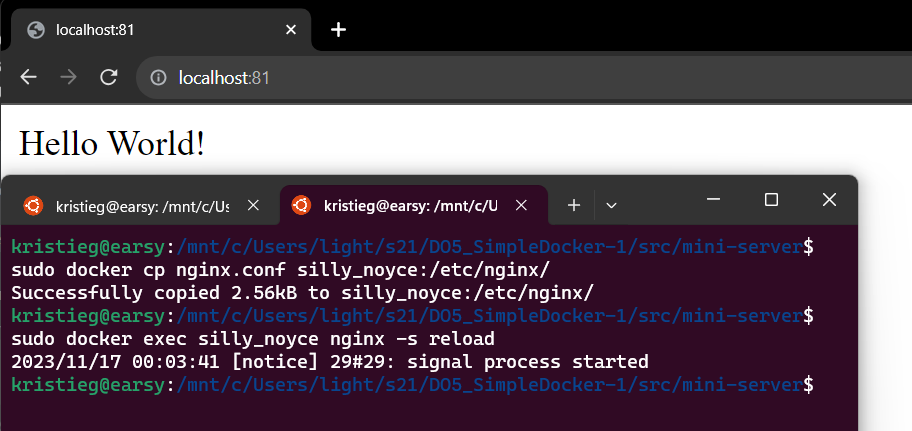 localhost:81
localhost:81
Hello World!
kristieg@earsy: /mnt/c/Us
kristieg@earsy: /mnt/c/U
kristieg@earsy:/mnt/c/Users/light/s21/DO5_SimpleDocker-1/src/mini-server$
sudo docker cp nginx.conf silly_noyce:/etc/nginx/
Successfully copied 2.56kB to silly_noyce:/etc/nginx/
kristieg@earsy:/mnt/c/Users/light/s21/DO5_SimpleDocker-1/src/mini-server$
sudo docker exec silly_noyce nginx -s reload
2023/11/17 00:03:41 [notice] 29#29: signal process started
kristieg@earsy:/mnt/c/Users/light/s21/DO5_SimpleDocker-1/src/mini-server$